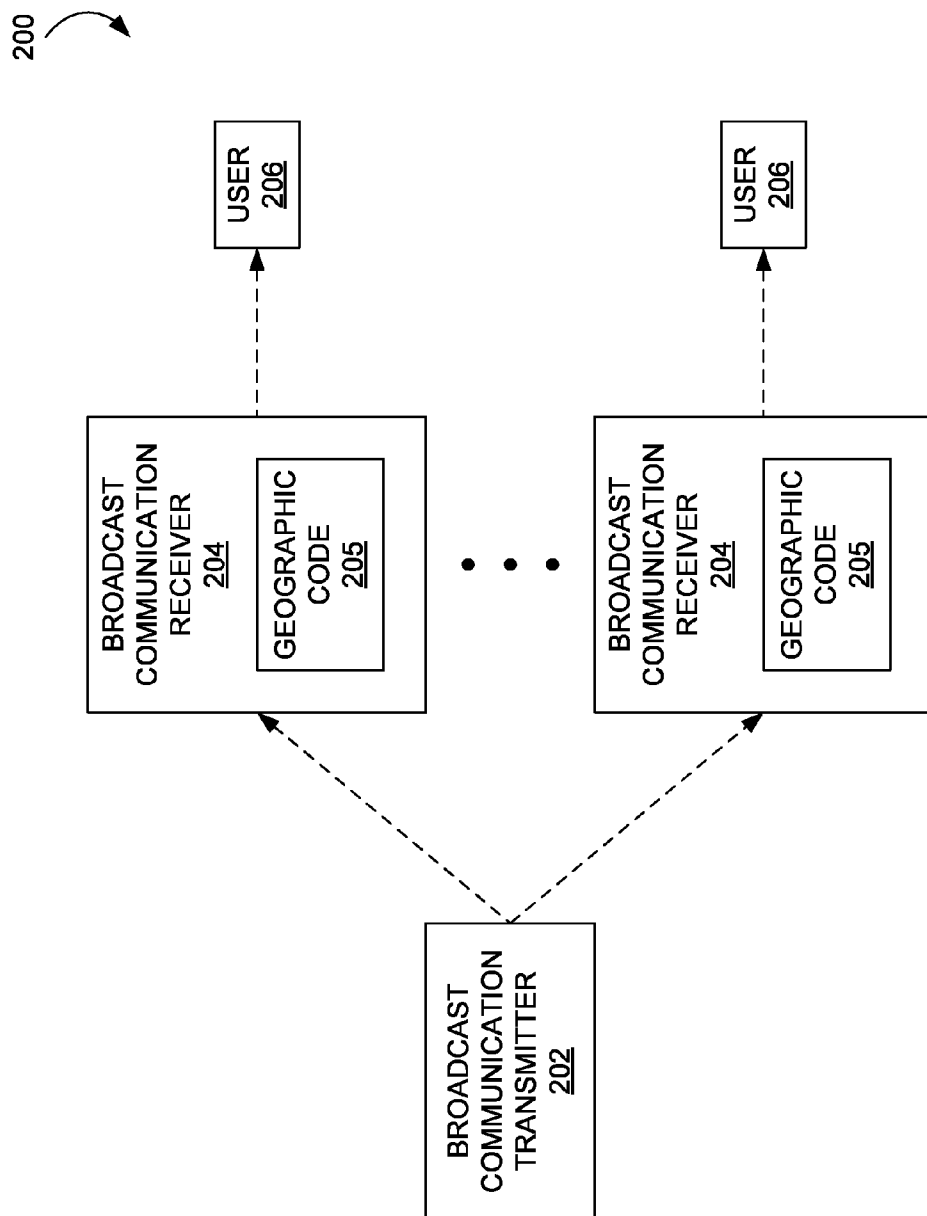 200
BROADCAST
COMMUNICATION
TRANSMITTER
202
BROADCAST
COMMUNICATION
RECEIVER
204
GEOGRAPHIC
CODE
205
USER
206
BROADCAST
COMMUNICATION
RECEIVER
204
GEOGRAPHIC
CODE
205
USER
206